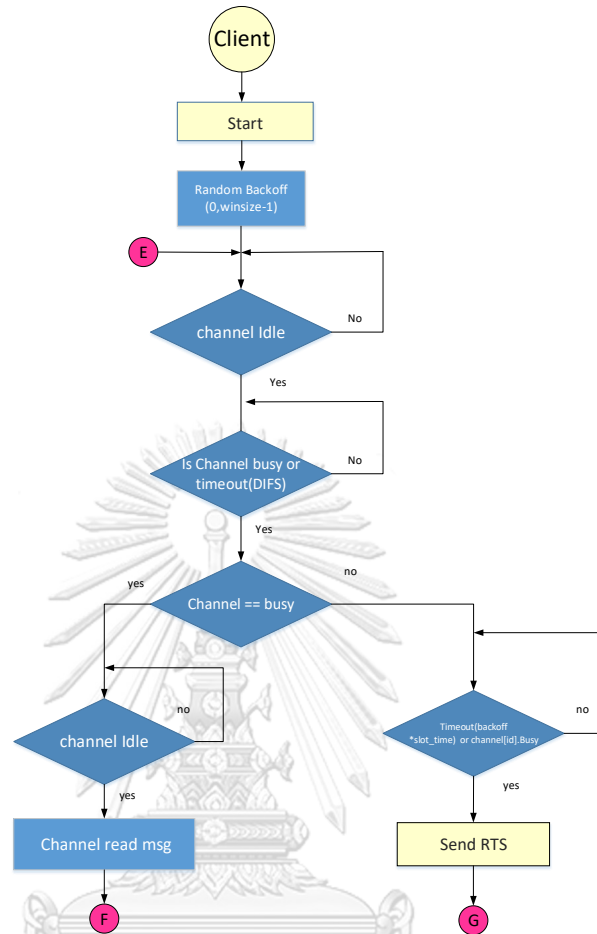 Client
Start
Random Backoff
(0,winsize-1)
E
No
channel Idle
Yes
Is Channel busy or
timeout(DIFS)
No
Yes
yes
no
Channel == busy
no
channel Idle
Timeout(backoff
*slot_time) or channel[id].Busy
no
yes
yes
Channel read msg
Send RTS
F
G